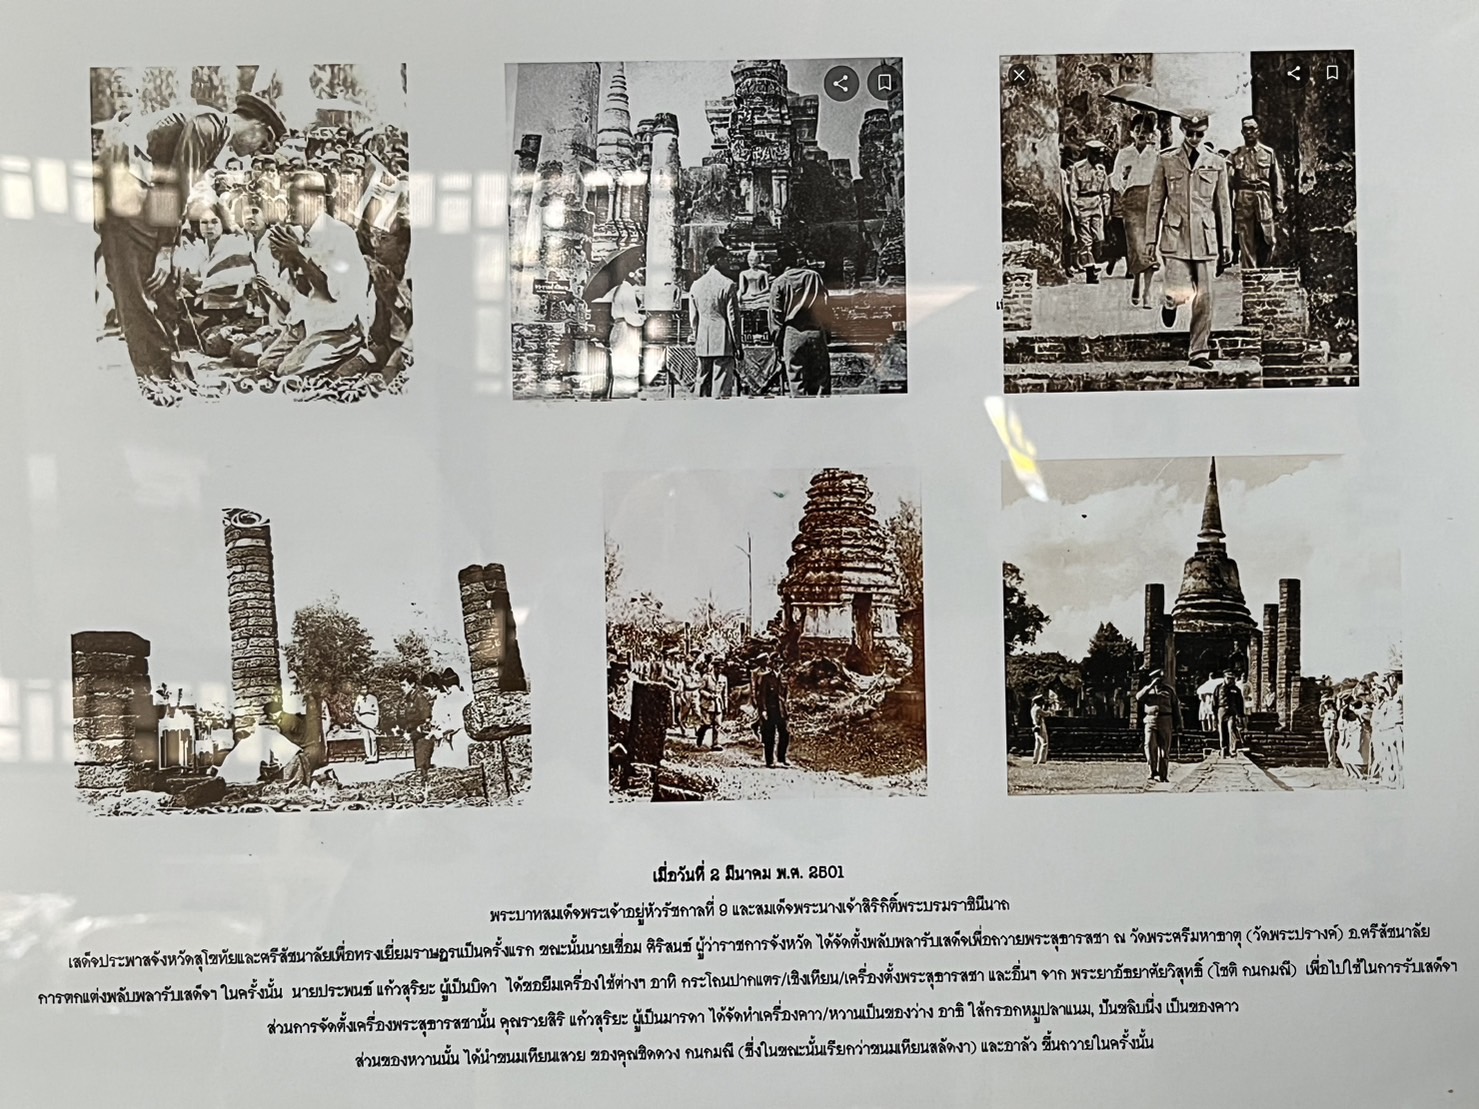 เมื่อวันที่ 2 มีนาคม พ.ศ. 2501
พระบาทสมเด็จพระเจ้าอยู่หัวรัชกาลที่ 9 และสมเด็จพระนางเจ้าสิริกิติ์พระบรมราชินีนาถ
เสด็จประพาสจังหวัดสุโขทัยและศรีสัชนาลัยเพื่อทรงเยี่ยมราษฎรเป็นครั้งแรก ขณะนั้นนายเชื่อม ศิริสนธ์ ผู้ว่าราชการจังหวัด ได้จัดตั้งพลับพลารับเสด็จเพื่อถวายพระสุธารสชา ณ วัดพระศรีมหาธาตุ (วัดพระปรางค์) อ.ศรีสัชนาลัย
การตกแต่งพลับพลารับเสด็จฯ ในครั้งนั้น นายประพนธ์ แก้วสุริยะ ผู้เป็นบิดา ได้ขอยืมเครื่องใช้ต่างๆ อาทิ กระโถนปากแตร/เชิงเทียน/เครื่องตั้งพระสุธารสชา และอื่นๆ จาก พระยาอัธยาศัยวิสุทธิ์ (โชติ กนกมณี) เพื่อไปใช้ในการรับเสด็จฯ
ส่วนการจัดตั้งเครื่องพระสุธารสชานั้น คุณรวยสิริ แก้วสุริยะ ผู้เป็นมารดา ได้จัดทำเครื่องคาว/หวานเป็นของว่าง อาธิ ไส้กรอกหมูปลาแนม, ปั้นขลิบนึ่ง เป็นของคาว
ส่วนของหวานนั้น ได้นำขนมเทียนเสวย ของคุณชิดดวง กนกมณี (ซึ่งในขณะนั้นเรียกว่าขนมเทียนสลัดงา) และอาลัว ขึ้นถวายในครั้งนั้น